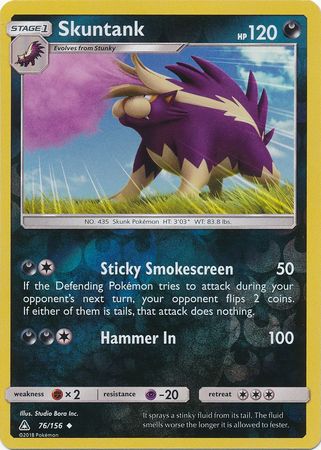 STAGE 1 Skuntank HP 120
Evolves from Stunky
NO. 435 Skunk Pokémon HT: 3'03" WT: 83.8 lbs.
Sticky Smokescreen 50
If the Defending Pokémon tries to attack during your
opponent's next turn, your opponent flips 2 coins.
If either of them is tails, that attack does nothing.
Hammer In 100
weakness × 2 resistance -20 retreat
Illus. Studio Bora Inc.
76/156
©2018 Pokémon
It sprays a stinky fluid from its tail. The fluid
smells worse the longer it is allowed to fester.